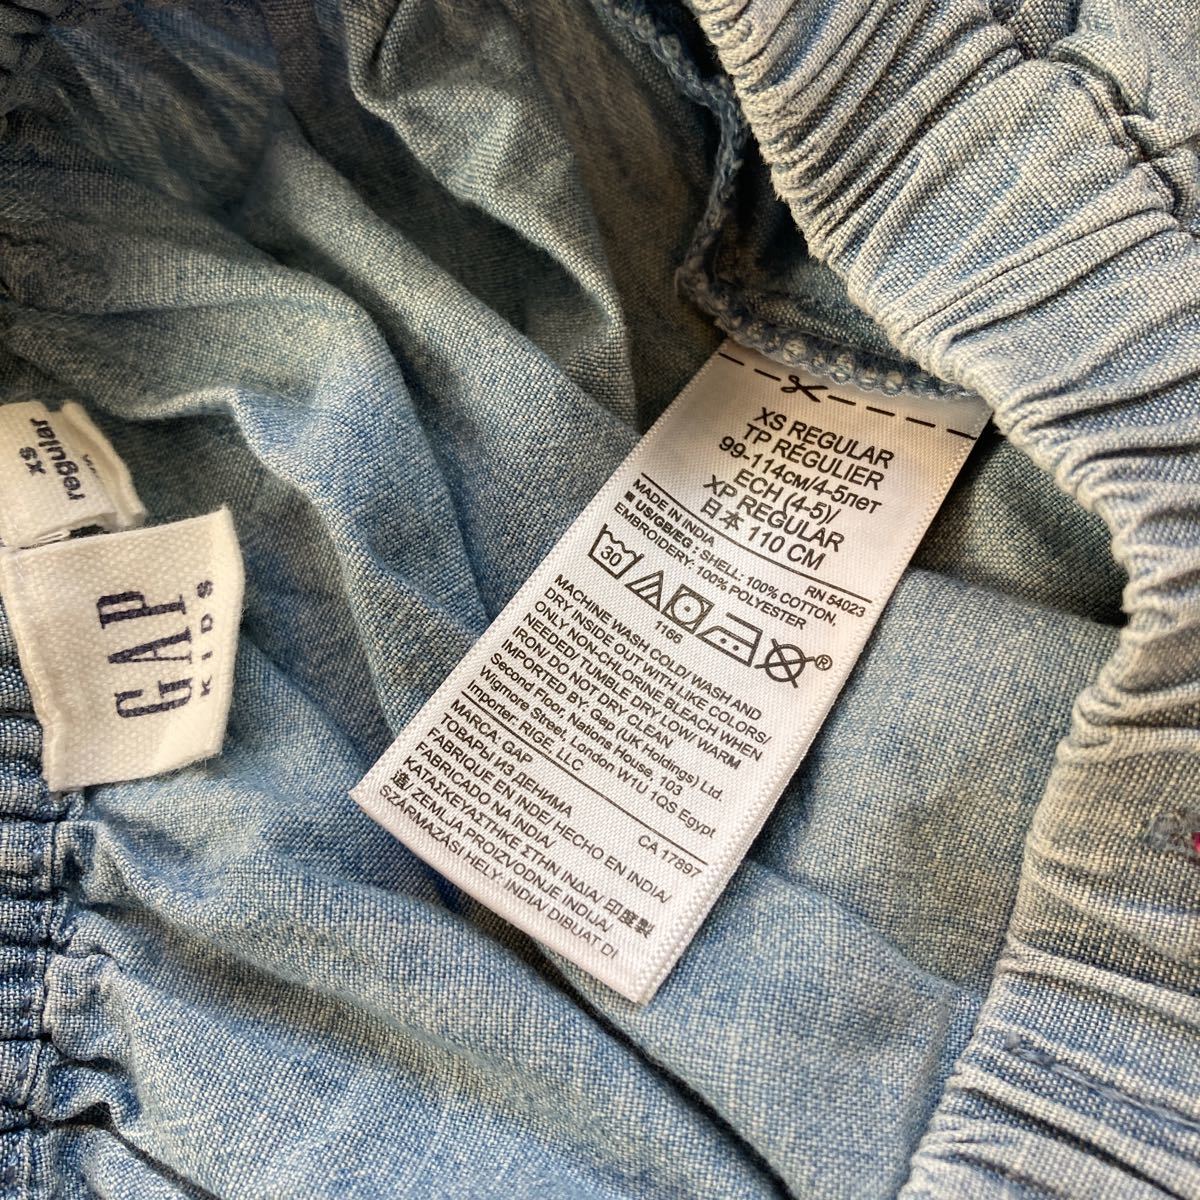 XS REGULAR
TP RÉGULIER
99-114см/4-5лет
ECH (4-5)/
XP REGULAR
日本 110 CM
MADE IN INDIA
RN 54023
US/GB/EG : SHELL: 100% COTTON,
EMBROIDERY: 100% POLYESTER
30
1166
®
MACHINE WASH COLD/ WASH AND
DRY INSIDE OUT WITH LIKE COLORS/
ONLY NON-CHLORINE BLEACH WHEN
NEEDED/ TUMBLE DRY LOW/ WARM
IRON/ DO NOT DRY CLEAN
IMPORTED BY: Gap (UK Holdings) Ltd.
Second Floor, Nations House, 103
Wigmore Street, London W1U 1QS Egypt
Importer: RIGE, LLC
CA 17897
МАРСА: GAP
ТОВАРЫ ИЗ ДЕНИМА
FABRIQUE EN INDE/ HECHO EN INDIA/
FABRICADO NA ÍNDIA/
ΚΑΤΑΣΚΕΥΑΣΤΗΚΕ ΣΤΗΝ ΙΝΔΙΑ/ 印度製
造/ ZEMLJA PROIZVODNJE INDIJA/
SZÁRMAZÁSI HELY: INDIA/ DIBUAT DI
xs
regular
GAP
KIDS